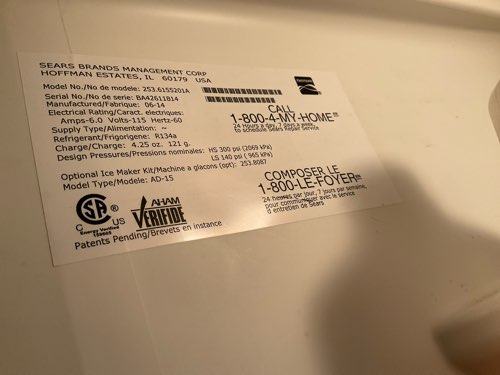 SEARS BRANDS MANAGEMENT CORP
HOFFMAN ESTATES, IL 60179 USA
Model No./No de modele: 253.6155201A
Serial No./No de serie: BA42611814
Manufactured/Fabrique: 06-14
Electrical Rating/Caract. electriques:
Amps-6.0 Volts-115 Hertz-60
Supply Type/Alimentation: ~
Refrigerant/Frigorigene: R134a
Charge/Charge: 4.25 oz. 121 g.
Design Pressures/Pressions nominales: HS 300 psi (2069 kPa)
LS 140 psi (965 kPa)
Optional Ice Maker Kit/Machine a glacons (opt): 253.8087
Model Type/Modele: AD-15
CALL
1-800-4-MY-HOME
24 Hours a day, 7 days a week,
to schedule Sears Repair Service
COMPOSER LE
1-800-LE-FOYER
24 heures par jour, 7 jours par semaine,
pour communiquer avec le service
d'entretien de Sears
CSA
C US
Energy Verified
AHAM
VERIFIDE
Patents Pending/Brevets en instance